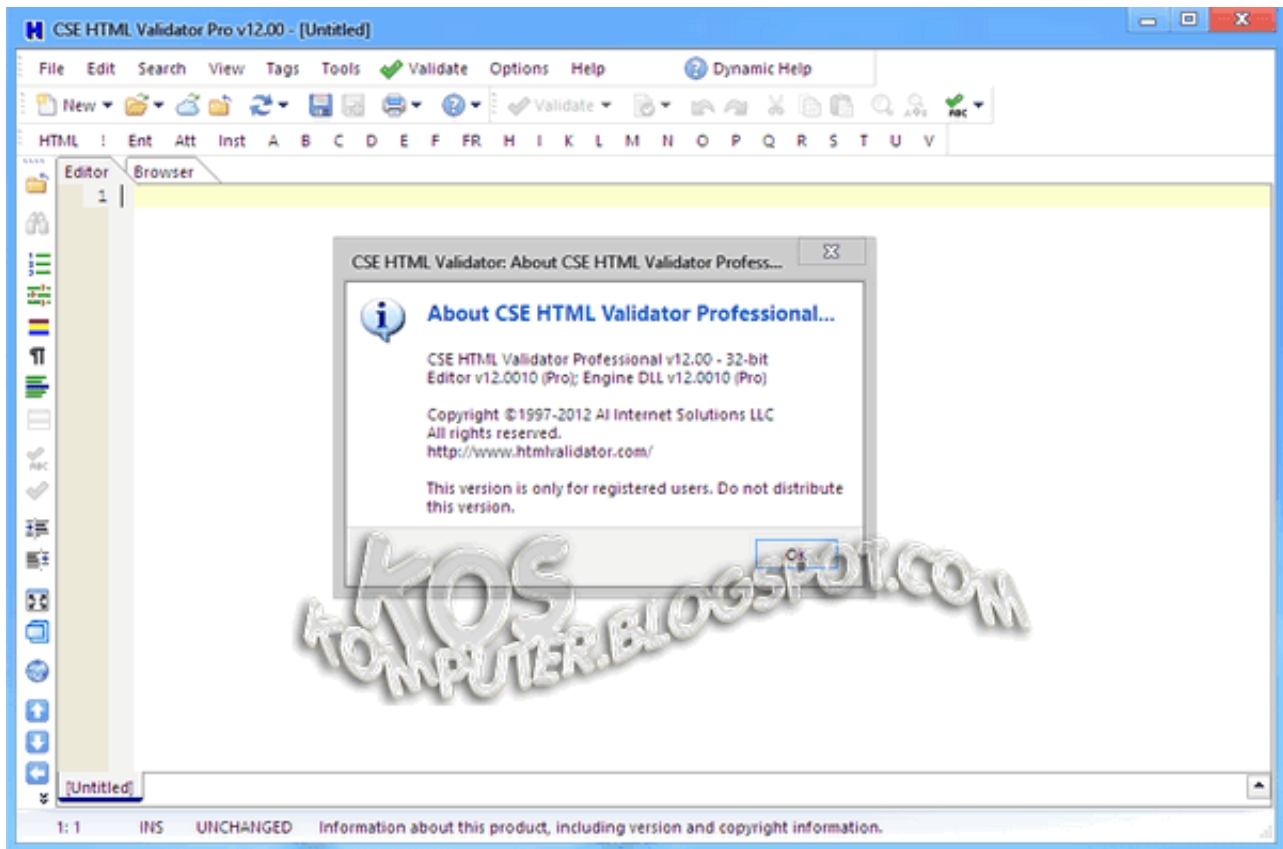 CSE HTML Validator Pro v12.00 - [Untitled]
X
File Edit Search View Tags Tools Validate Options Help Dynamic Help
New Validate ABC
HTML ! Ent Att Inst A B C D E F FR H I K L M N O P Q R S T U V
Editor Browser
1
CSE HTML Validator: About CSE HTML Validator Profess...
About CSE HTML Validator Professional...
CSE HTML Validator Professional v12.00 - 32-bit
Editor v12.0010 (Pro); Engine DLL v12.0010 (Pro)
Copyright ©1997-2012 AI Internet Solutions LLC
All rights reserved.
http://www.htmlvalidator.com/
This version is only for registered users. Do not distribute
this version.
OK
KOS
KOMPUTER.BLOGSPOT.COM
ABC
[Untitled]
1: 1 INS UNCHANGED Information about this product, including version and copyright information.